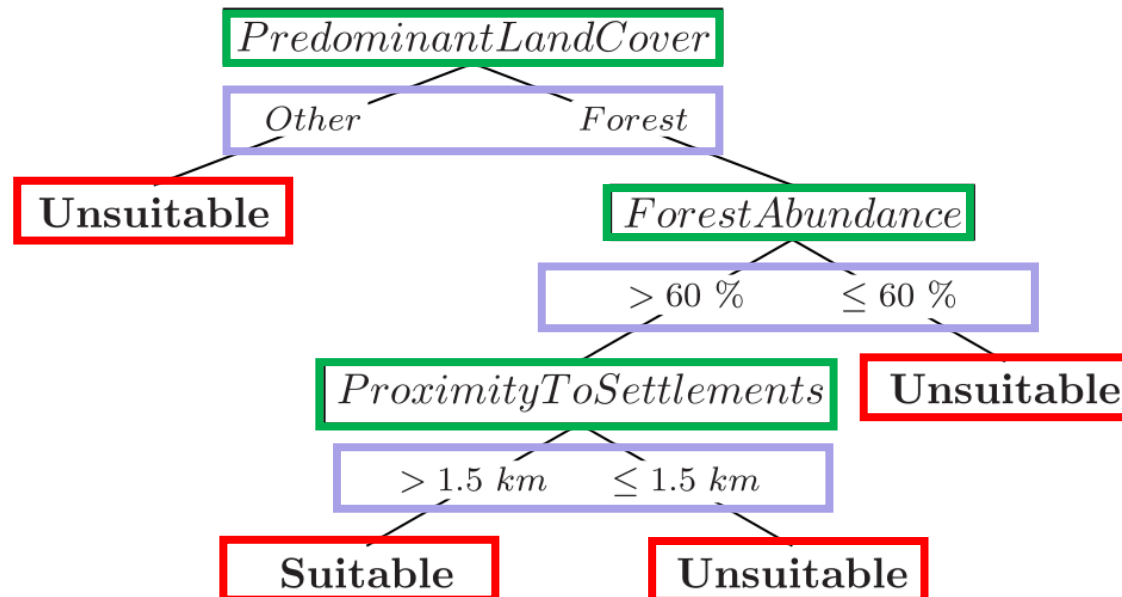 PredominantLandCover
Other Forest
Unsuitable
ForestAbundance
> 60 % ≤ 60 %
ProximityToSettlements
Unsuitable
> 1.5 km ≤ 1.5 km
Suitable Unsuitable